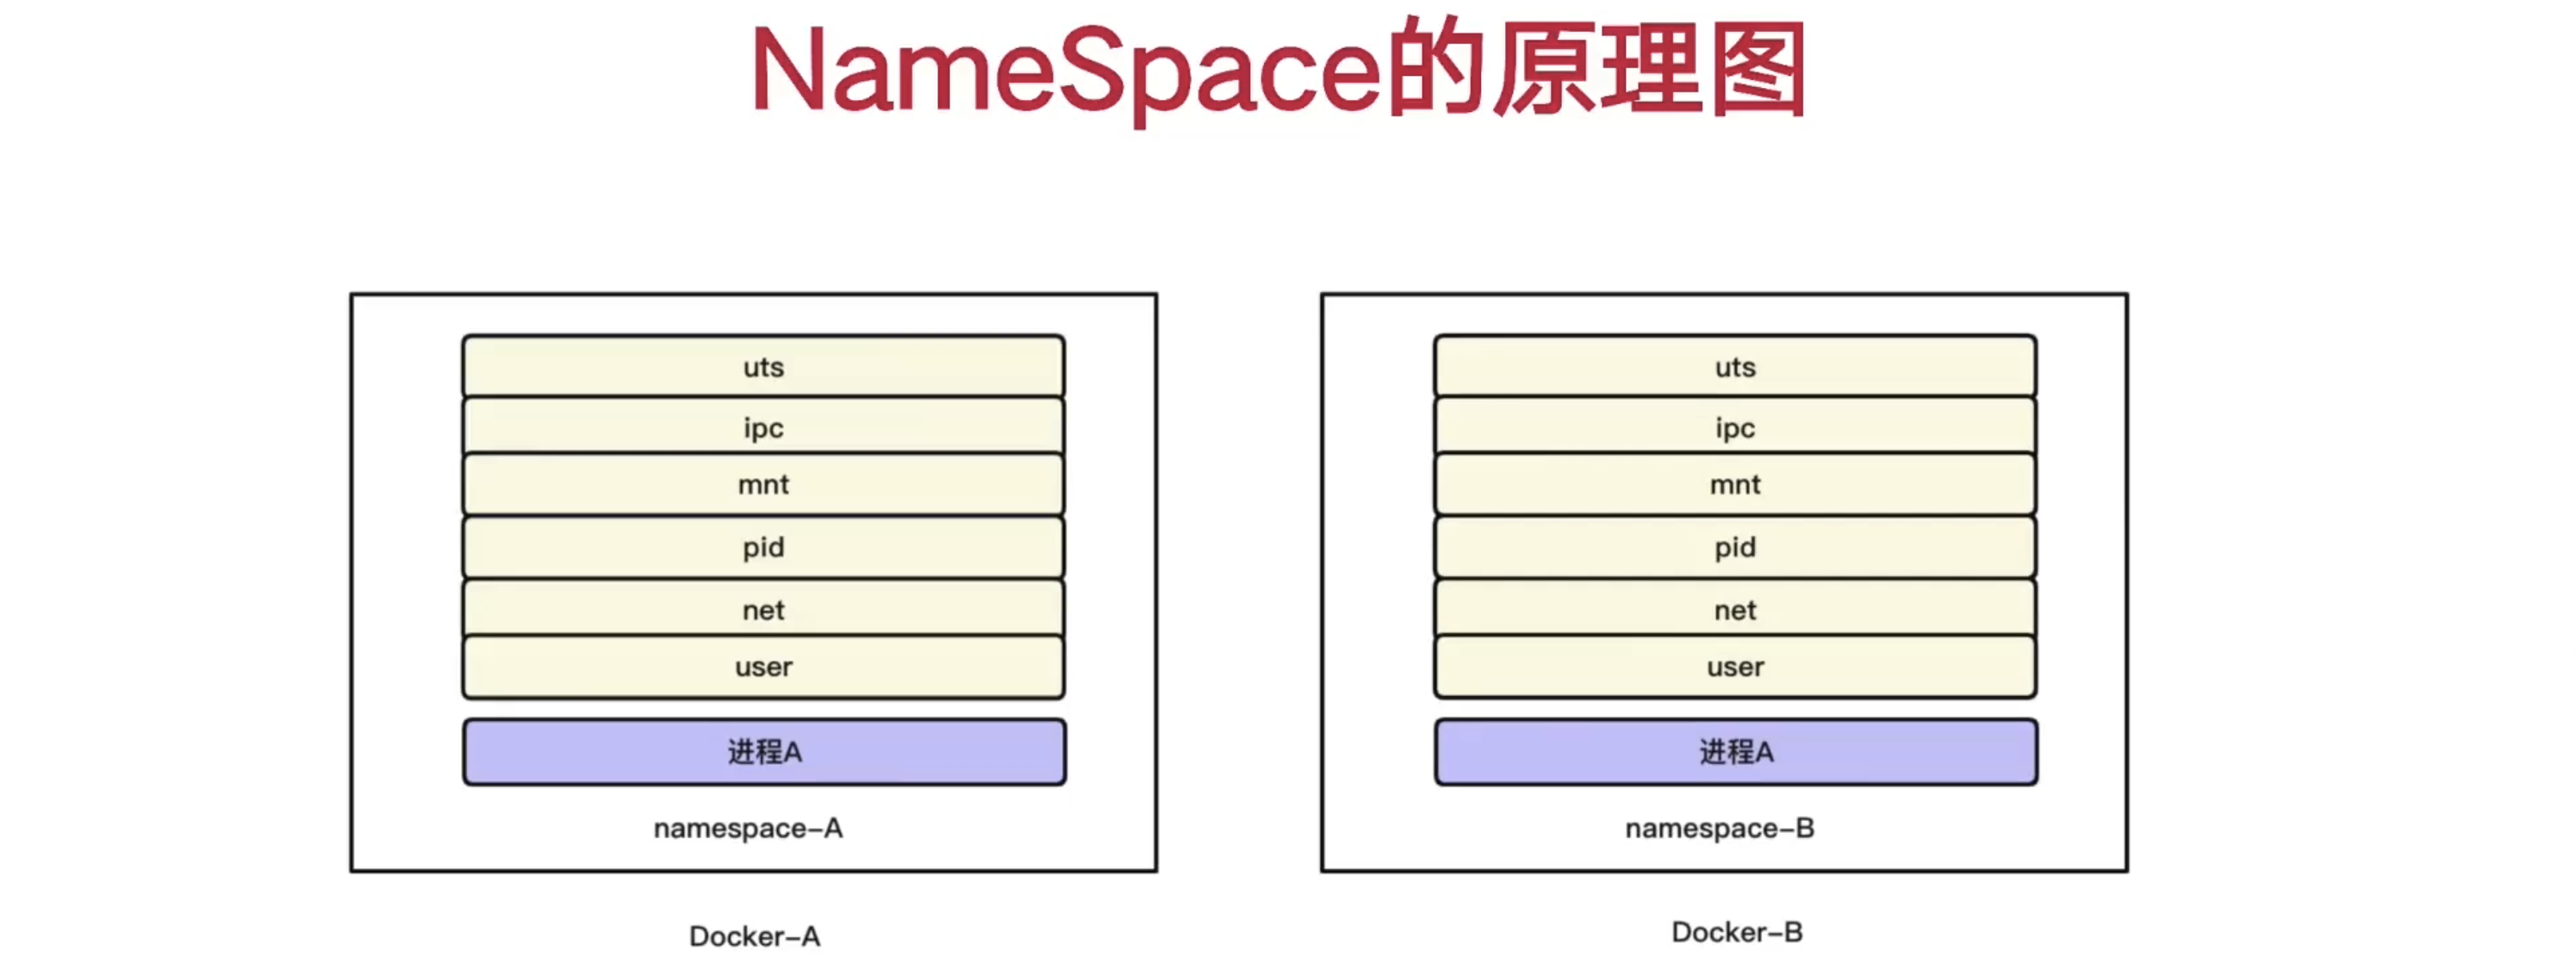 NameSpace的原理图
uts
ipc
mnt
pid
net
user
进程A
namespace-A
Docker-A
uts
ipc
mnt
pid
net
user
进程A
namespace-B
Docker-B